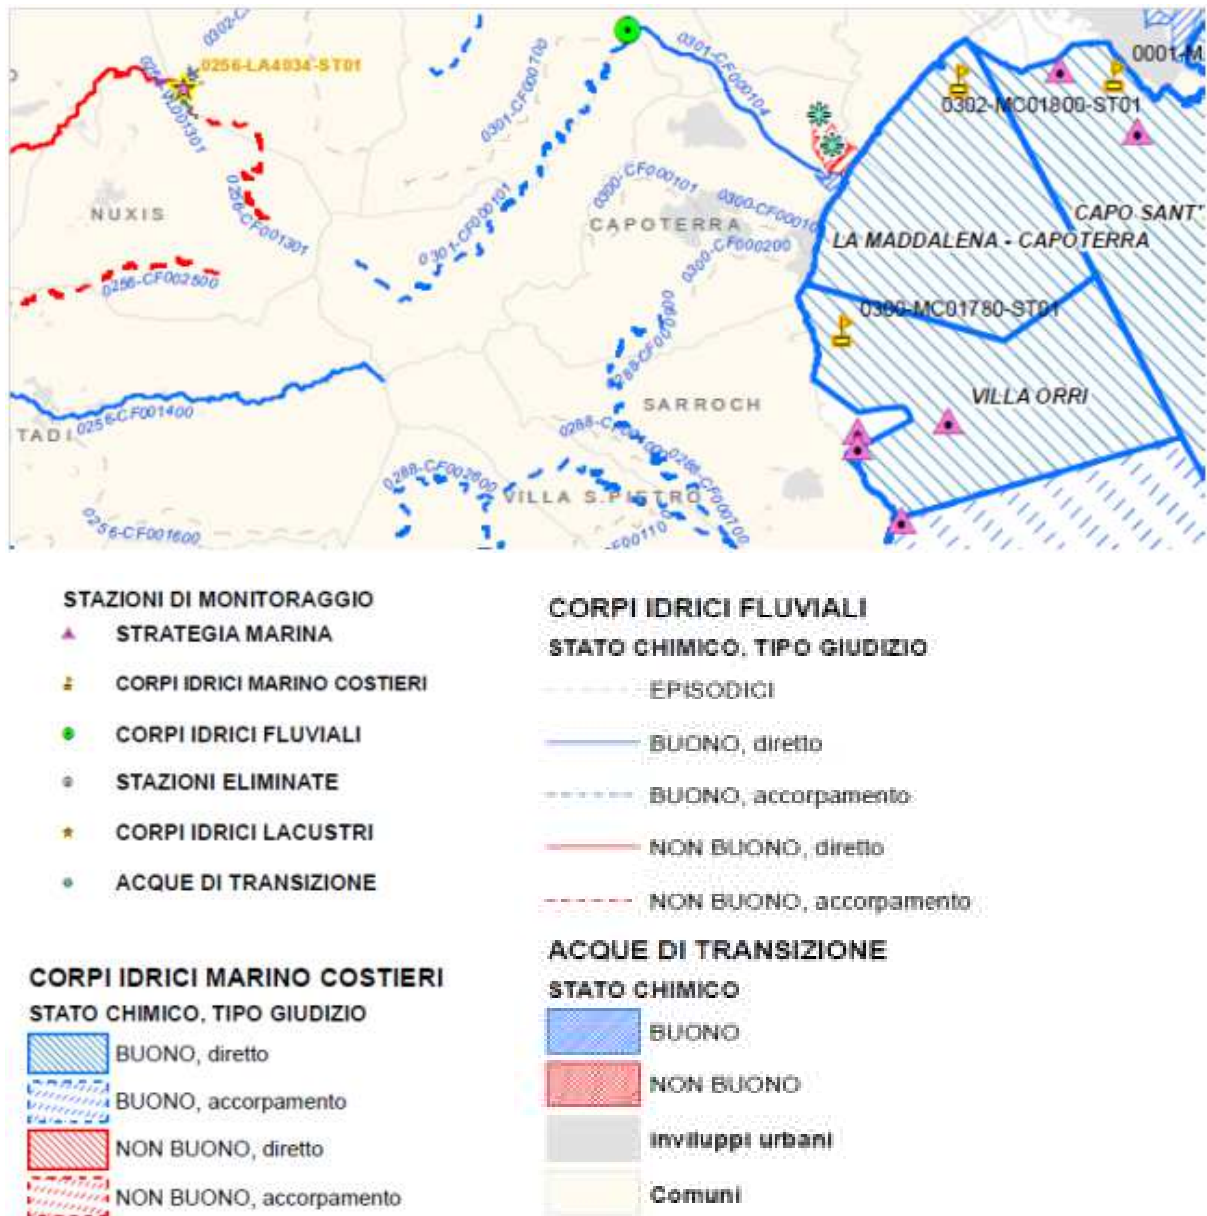 0302-C
0256-LA4034-ST01
0301-CF000700
0301-CF000104
0001-M
0302-MC01800-ST01
NUXIS
0256-CF001301
0301-CF000101
0300-CF000101
0300-CF00010
CAPOTERRA
0300-CF000200
CAPO SANT'
LA MADDALENA - CAPOTERRA
0256-CF002500
0300-MC01780-ST01
VILLA ORRI
SARROCH
0256-CF001400
TADI
0288-CF002600
0288-CF000700
VILLA S.PIETRO
0256-CF001600
CF00110
STAZIONI DI MONITORAGGIO
STRATEGIA MARINA
CORPI IDRICI MARINO COSTIERI
CORPI IDRICI FLUVIALI
STAZIONI ELIMINATE
CORPI IDRICI LACUSTRI
ACQUE DI TRANSIZIONE
CORPI IDRICI MARINO COSTIERI
STATO CHIMICO, TIPO GIUDIZIO
BUONO, diretto
BUONO, accorpamento
NON BUONO, diretto
NON BUONO, accorpamento
CORPI IDRICI FLUVIALI
STATO CHIMICO, TIPO GIUDIZIO
EPISODICI
BUONO, diretto
BUONO, accorpamento
NON BUONO, diretto
NON BUONO, accorpamento
ACQUE DI TRANSIZIONE
STATO CHIMICO
BUONO
NON BUONO
inviluppi urbani
Comuni